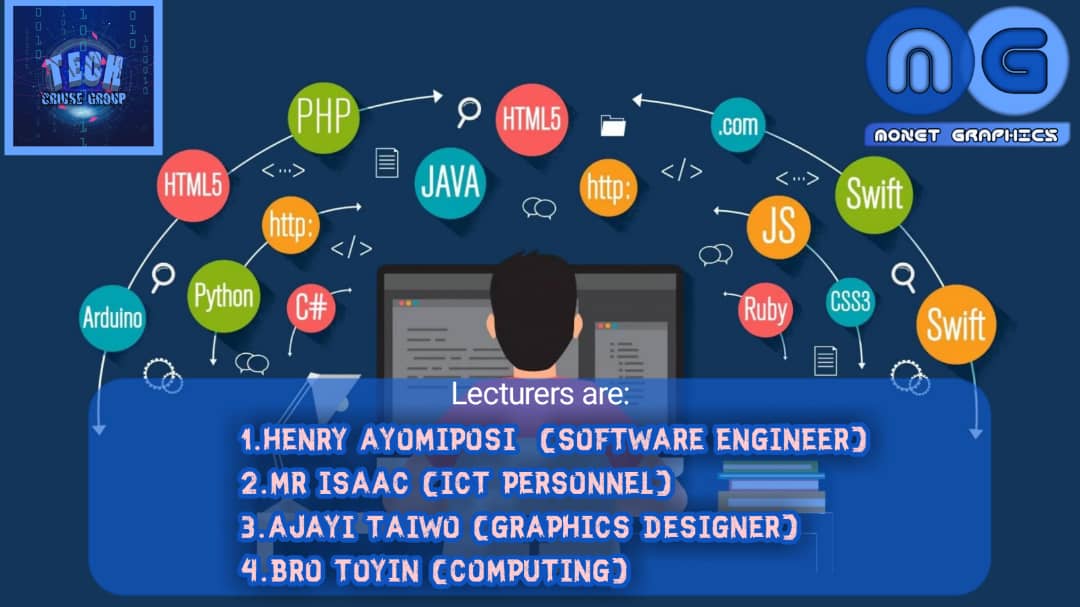 TECH
CRIUSE GROUP
MG
MONET GRAPHICS
PHP
HTML5
.com
HTML5
JAVA
http:
Swift
http:
JS
Python
C#
Ruby
CSS3
Arduino
Swift
Lecturers are:
1.HENRY AYOMIPOSI (SOFTWARE ENGINEER)
2.MR ISAAC (ICT PERSONNEL)
3.AJAYI TAIWO (GRAPHICS DESIGNER)
4.BRO TOYIN (COMPUTING)